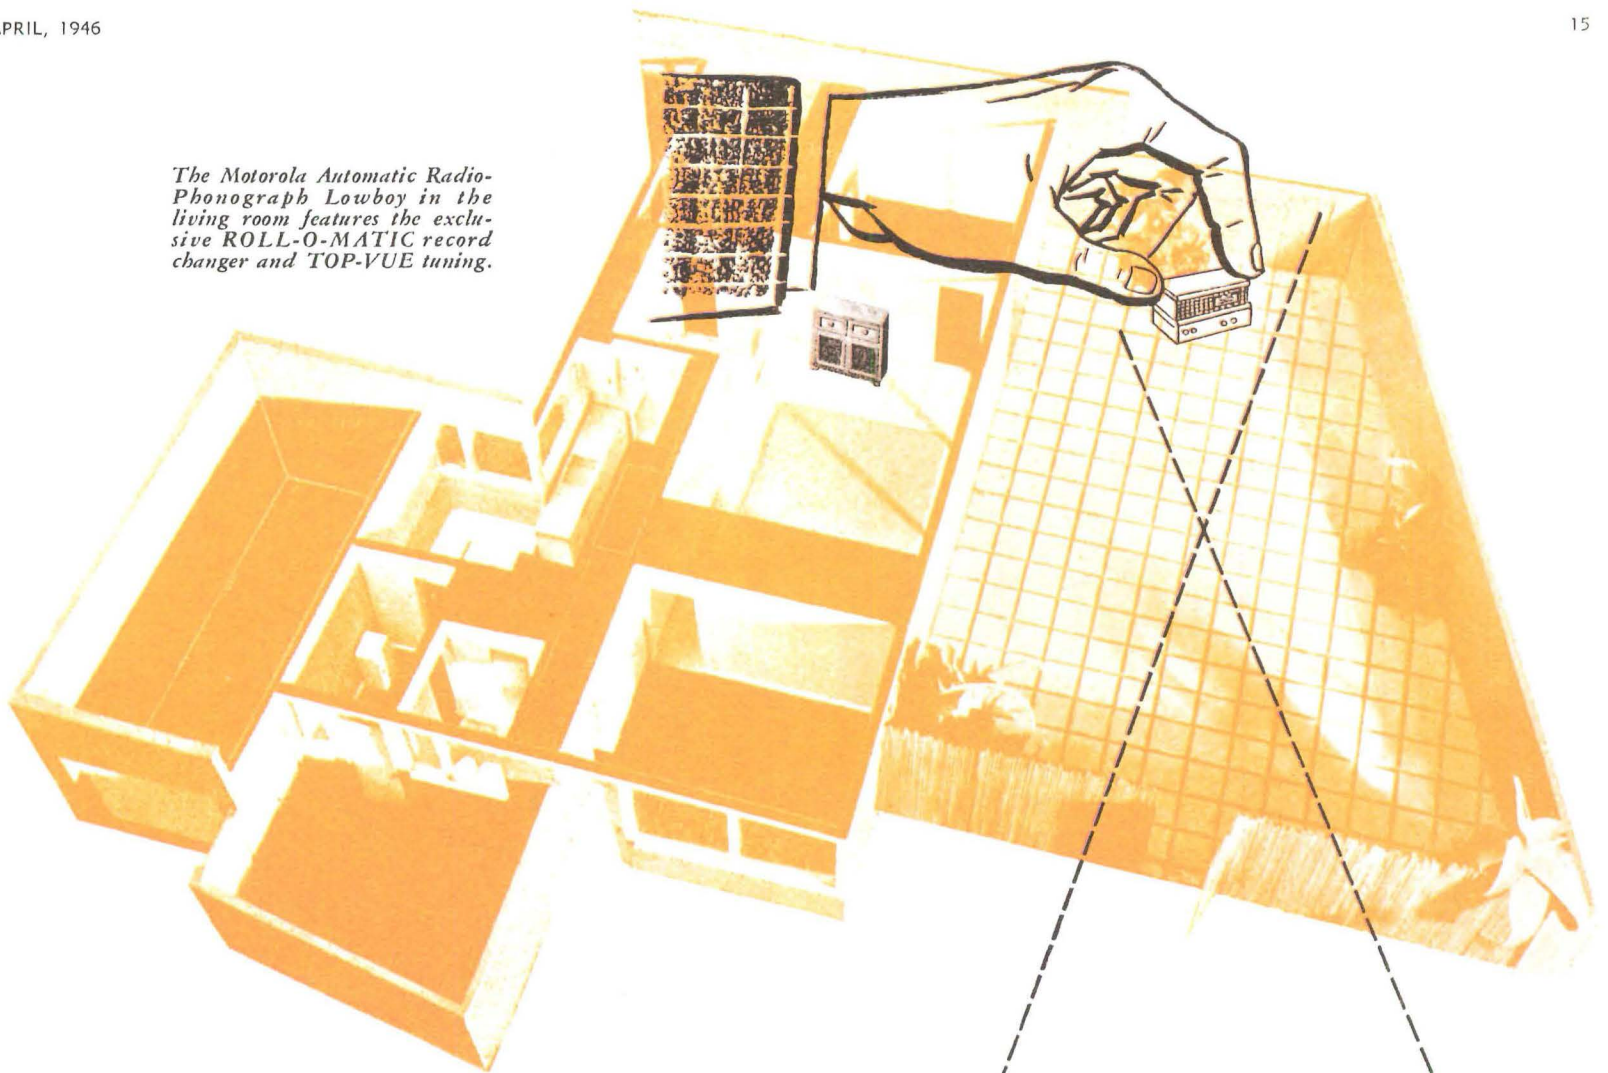 PRIL, 1946
15
The Motorola Automatic Radio-
Phonograph Lowboy in the
living room features the exclu-
sive ROLL-O-MATIC record
changer and TOP-VUE tuning.